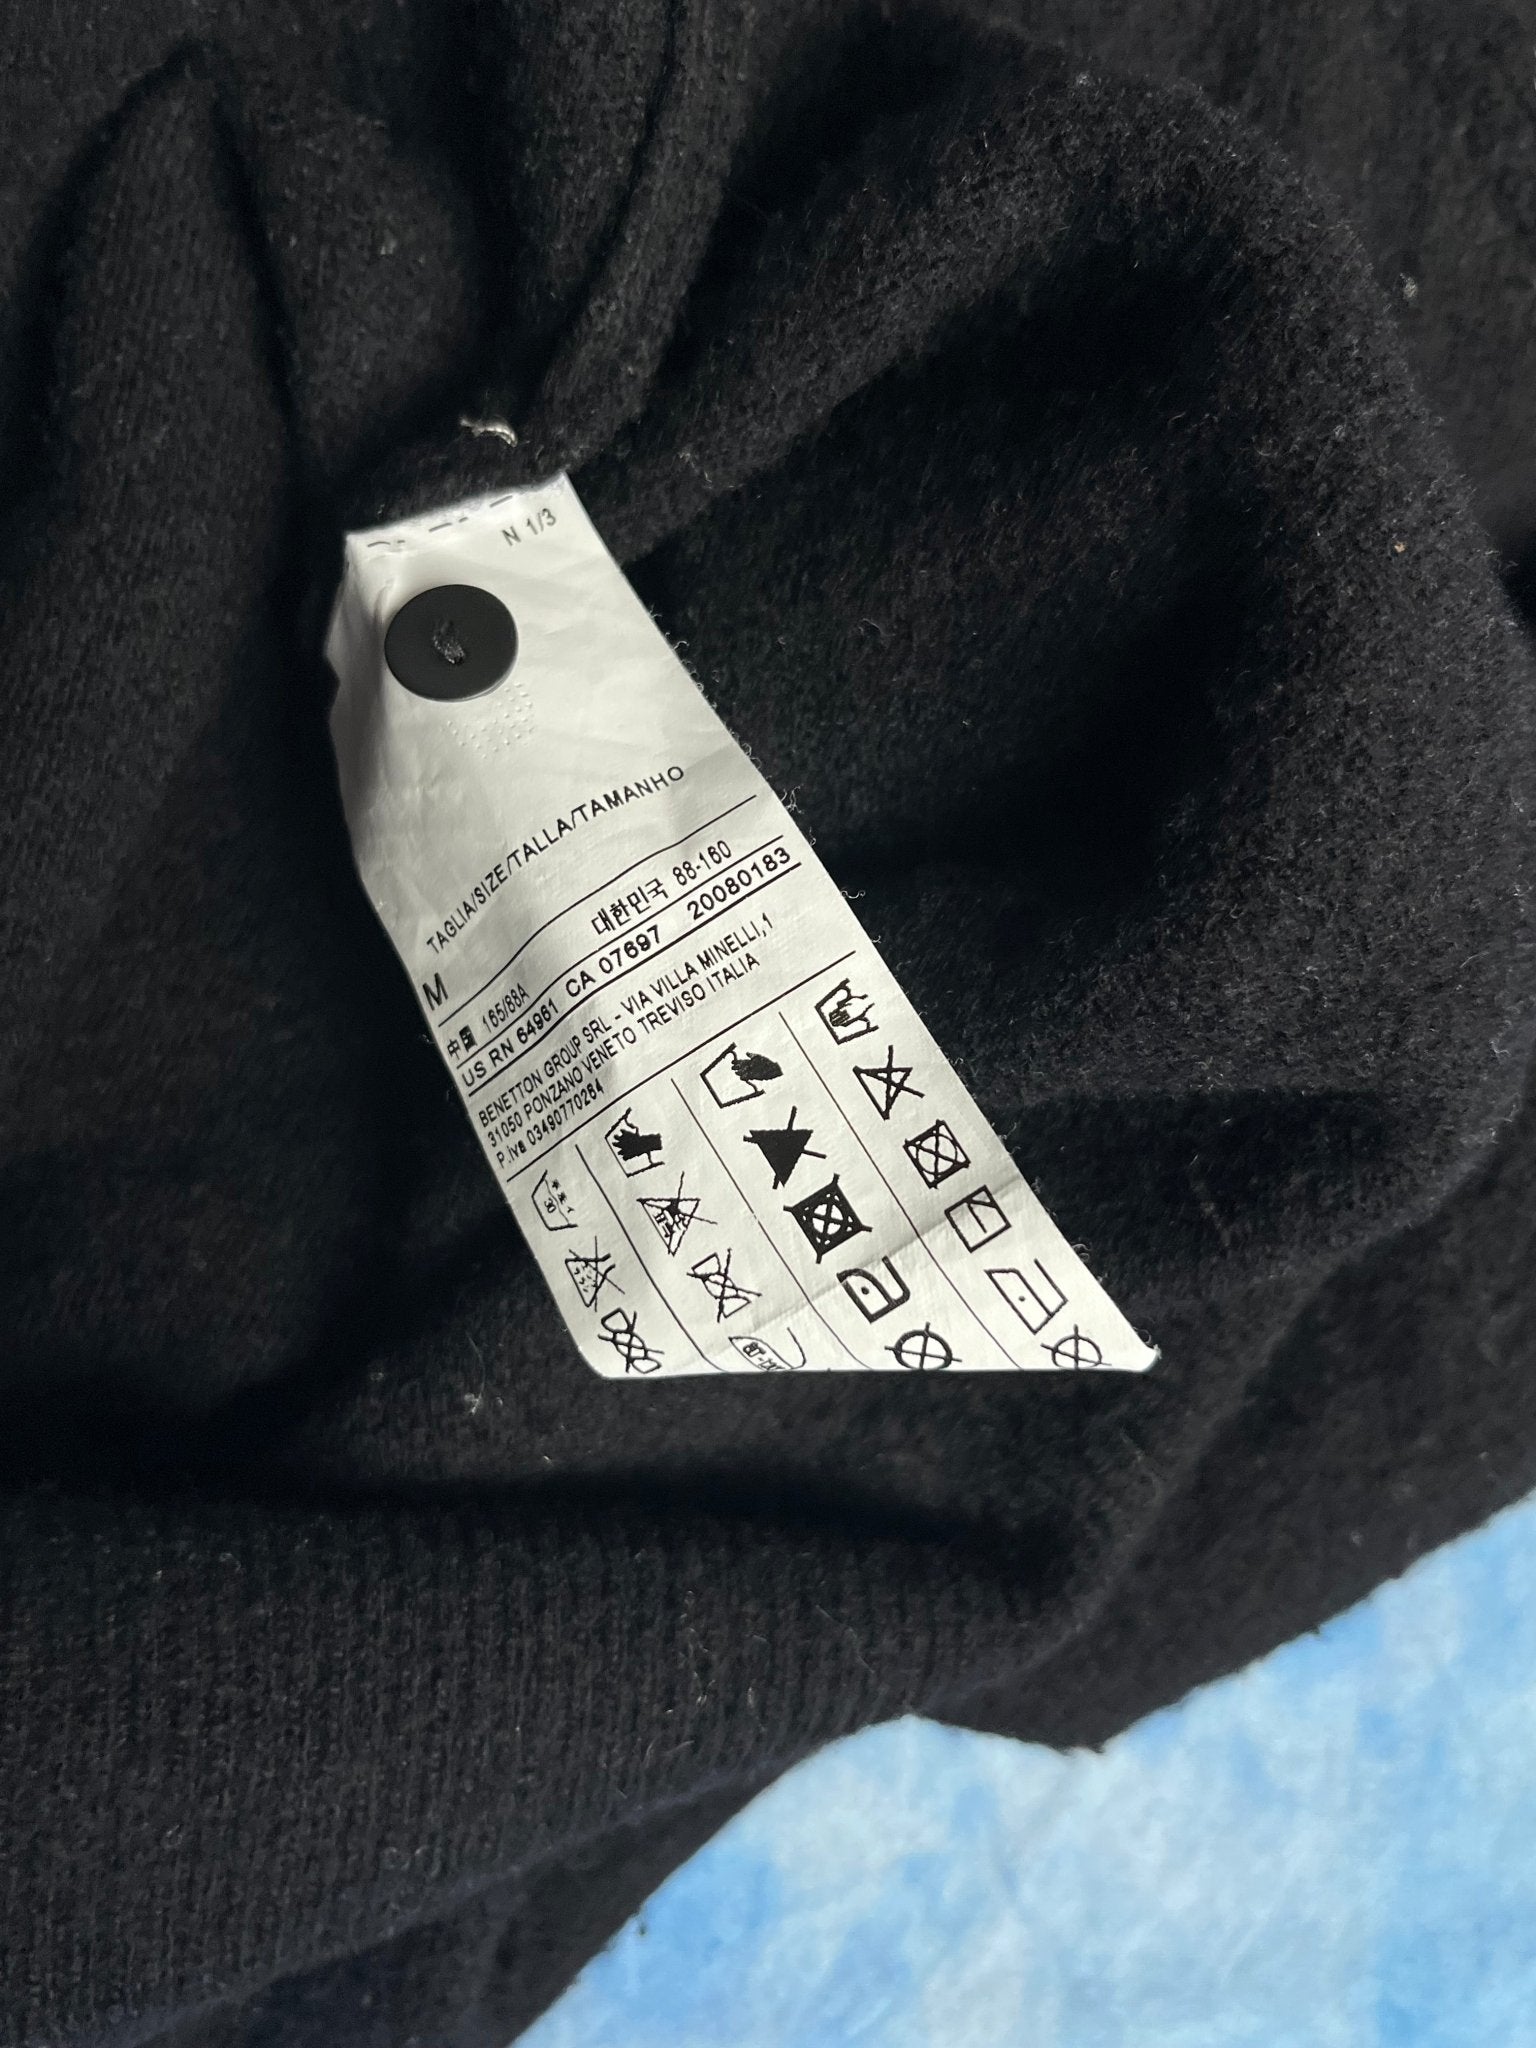 N 1/3
TAGLIA/SIZE/TALLA/TAMANHO
M
中国 165/88A 대한민국 88-160
US RN 64961 CA 07697 20080183
BENETTON GROUP SRL - VIA VILLA MINELLI,1
31050 PONZANO VENETO TREVISO ITALIA
P.Iva 03490770264
30